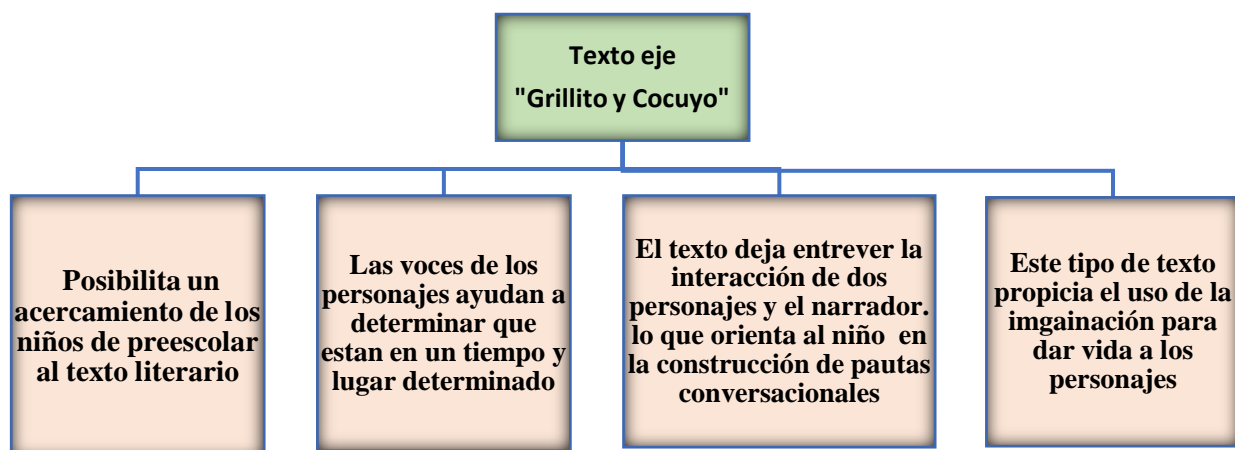 Texto eje
"Grillito y Cocuyo"
Posibilita un
acercamiento de los
niños de preescolar
al texto literario
Las voces de los
personajes ayudan a
determinar que
estan en un tiempo y
lugar determinado
El texto deja entrever la
interacción de dos
personajes y el narrador.
lo que orienta al niño en
la construcción de pautas
conversacionales
Este tipo de texto
propicia el uso de la
imgainación para
dar vida a los
personajes